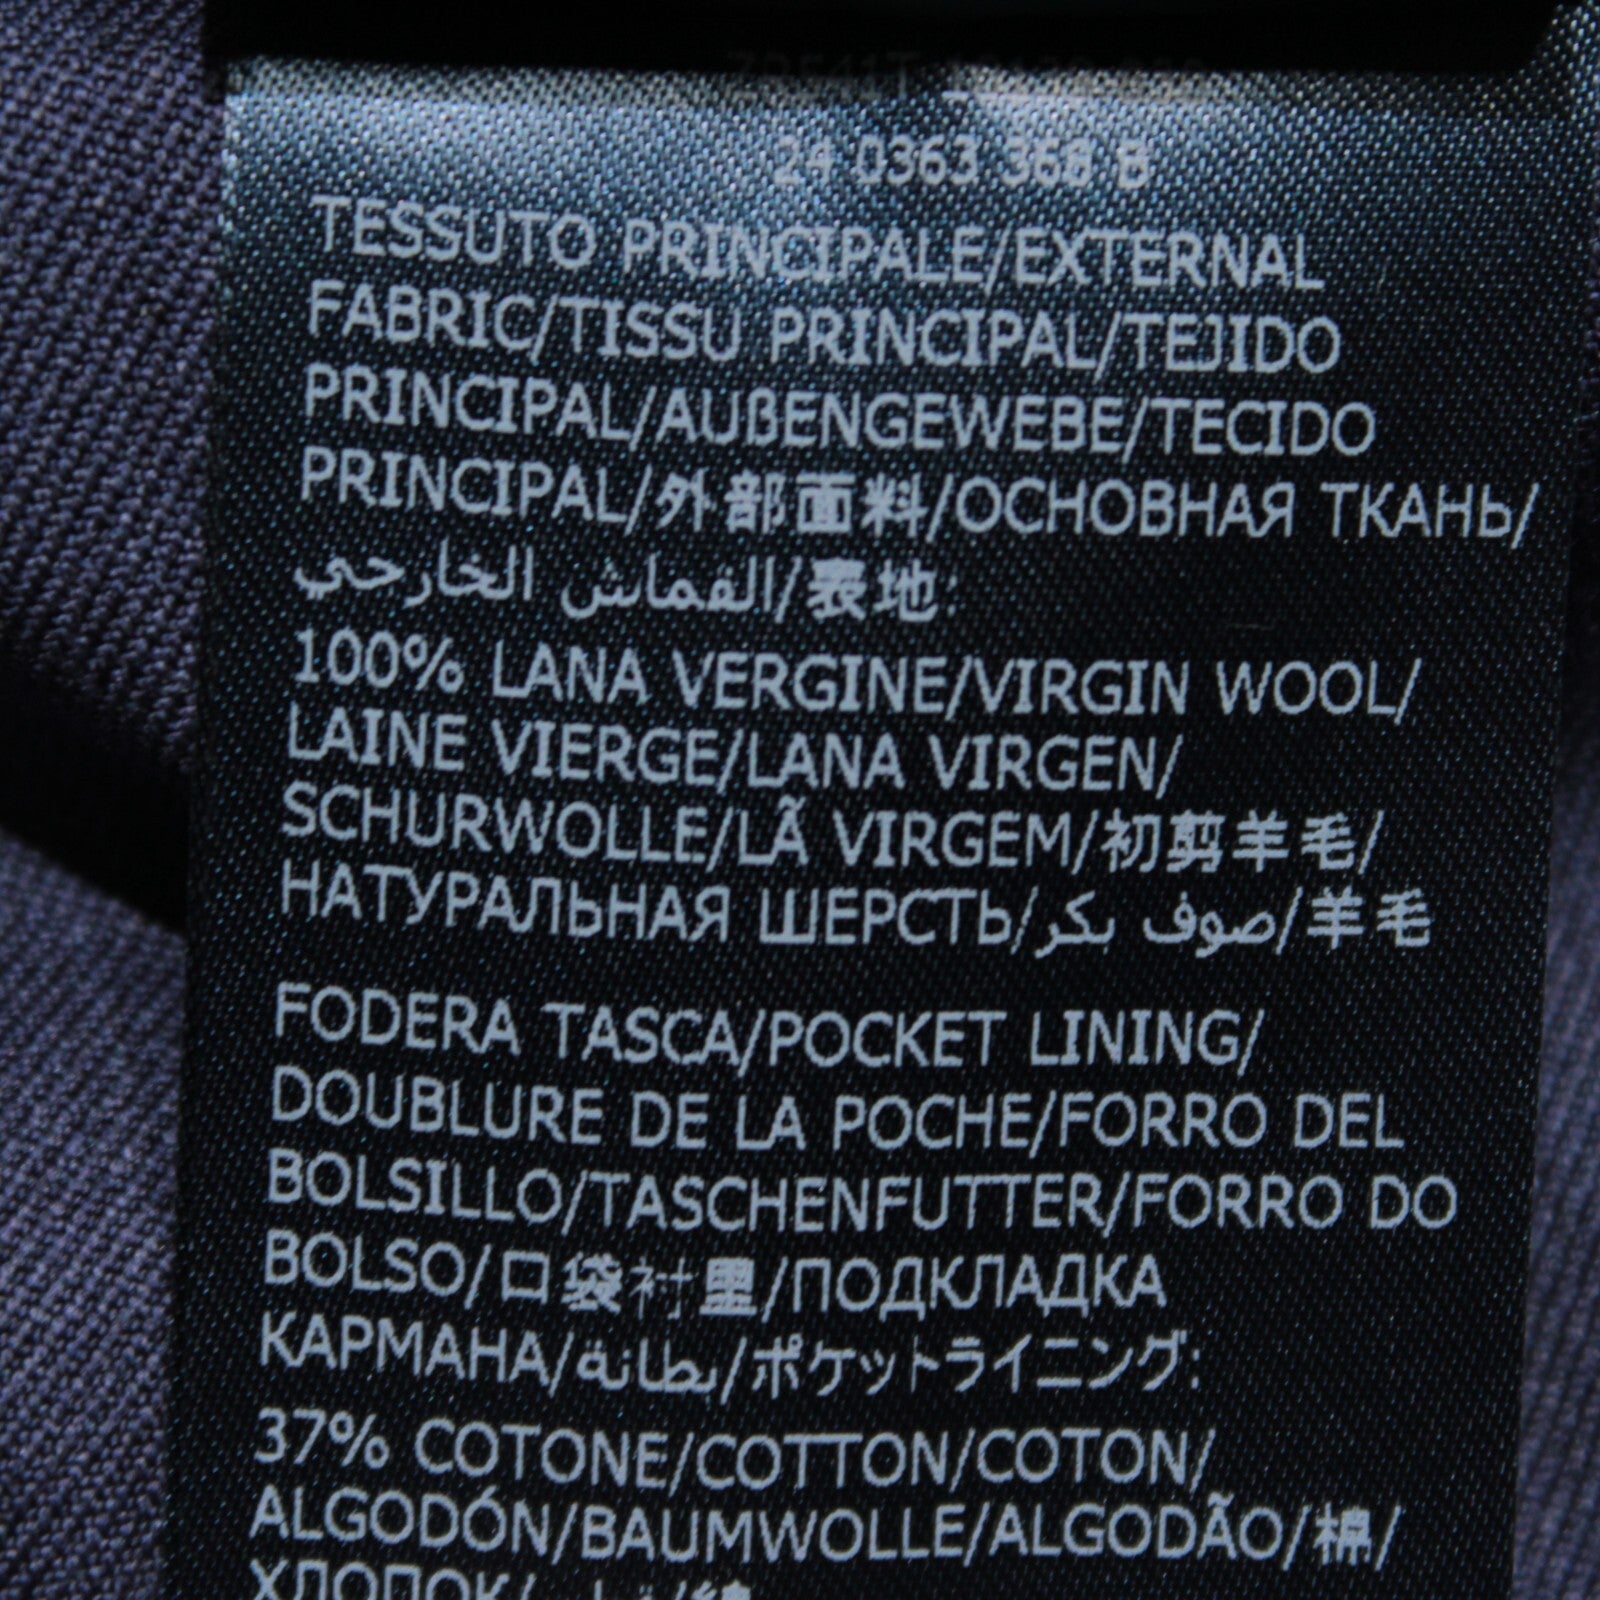 24 0363 368 B
TESSUTO PRINCIPALE/EXTERNAL
FABRIC/TISSU PRINCIPAL/TEJIDO
PRINCIPAL/AUßENGEWEBE/TECIDO
PRINCIPAL/外部面料/ОСНОВНАЯ ТКАНЬ/
القماش الخارجي/表地:
100% LANA VERGINE/VIRGIN WOOL/
LAINE VIERGE/LANA VIRGEN/
SCHURWOLLE/LÃ VIRGEM/初剪羊毛/
НАТУРАЛЬНАЯ ШЕРСТЬ/صوف بكر/羊毛
FODERA TASCA/POCKET LINING/
DOUBLURE DE LA POCHE/FORRO DEL
BOLSILLO/TASCHENFUTTER/FORRO DO
BOLSO/口袋衬里/ПОДКЛАДКА
КАРМАНА/بطانة/ポケットライニング:
37% COTONE/COTTON/COTON/
ALGODÓN/BAUMWOLLE/ALGODÃO/棉/
ХЛОПОК/